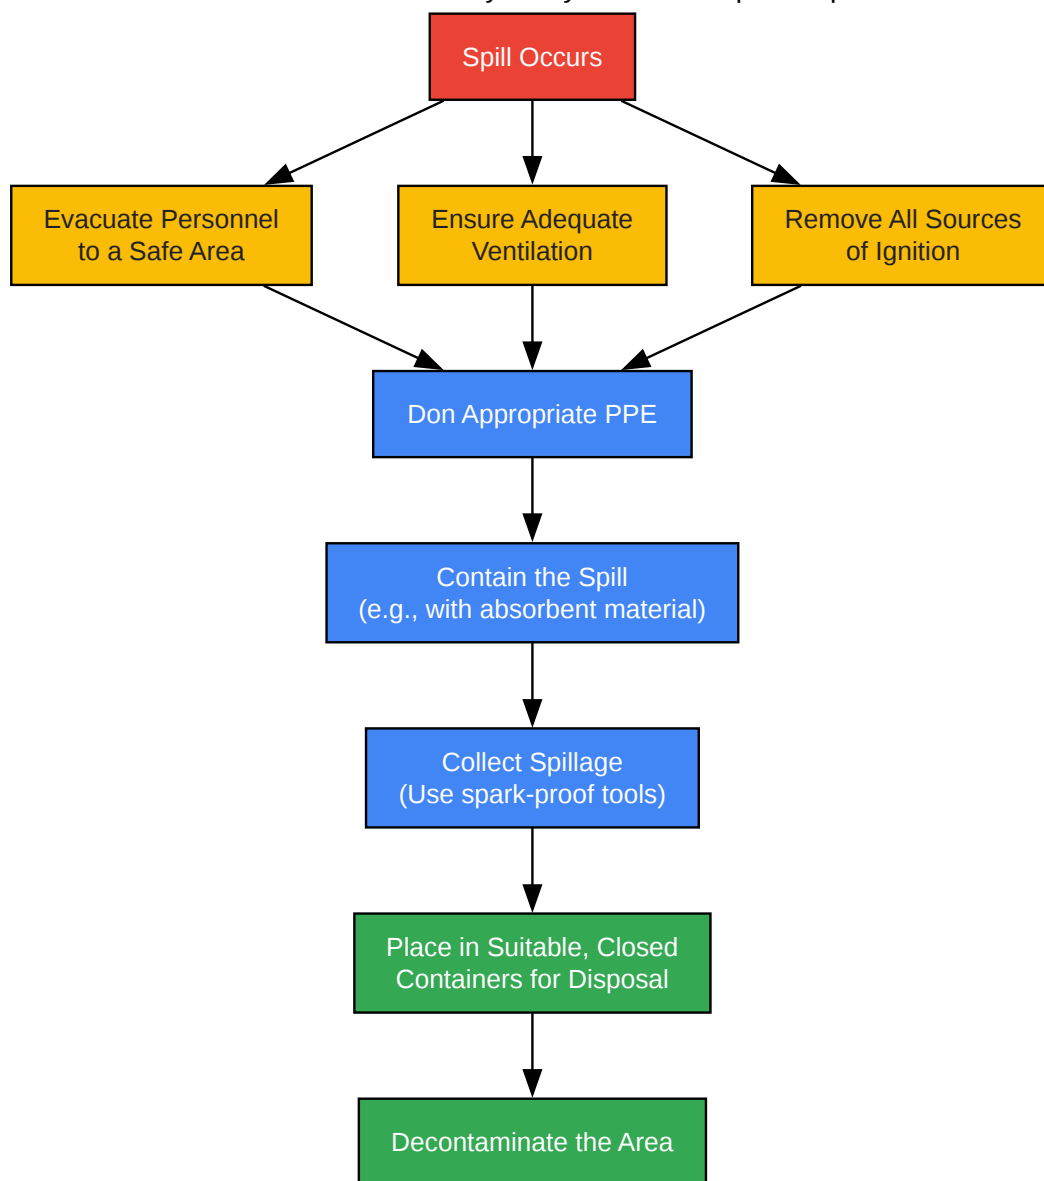 Spill Occurs
Evacuate Personnel
to a Safe Area
Ensure Adequate
Ventilation
Remove All Sources
of Ignition
Don Appropriate PPE
Contain the Spill
(e.g., with absorbent material)
Collect Spillage
(Use spark-proof tools)
Place in Suitable, Closed
Containers for Disposal
Decontaminate the Area